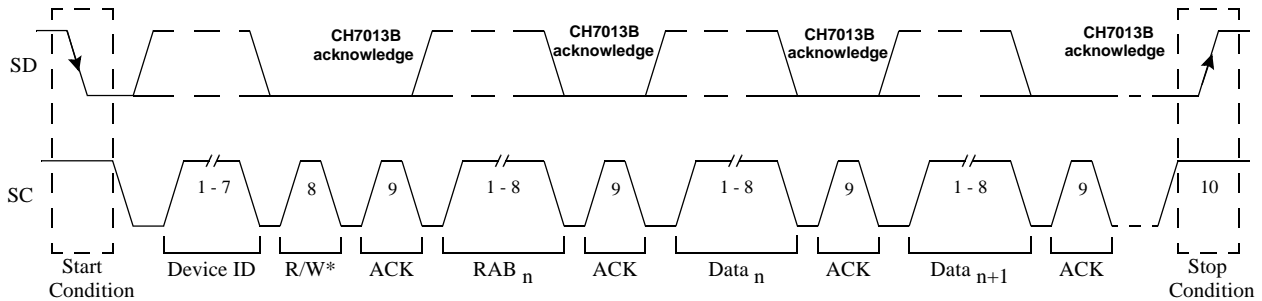 CH7013B
acknowledge
CH7013B
acknowledge
CH7013B
acknowledge
CH7013B
acknowledge
SD
SC
1 - 7
8
9
1 - 8
9
1 - 8
9
1 - 8
9
10
Start
Condition
Device ID
R/W*
ACK
RAB n
ACK
Data n
ACK
Data n+1
ACK
Stop
Condition